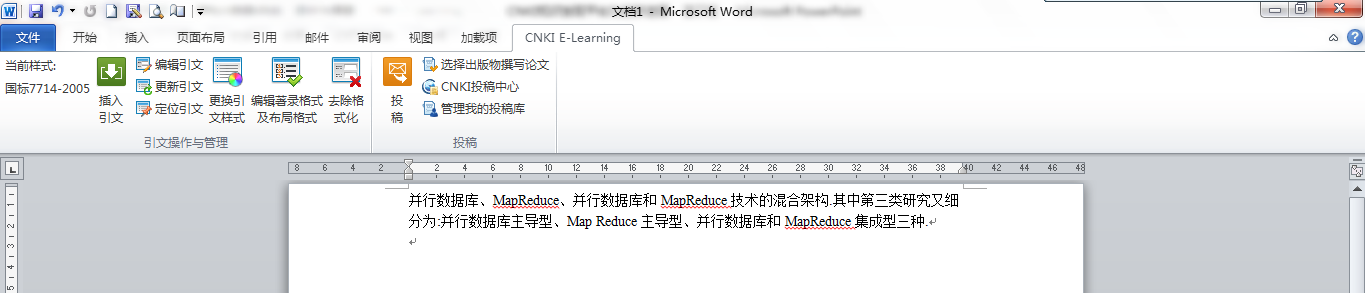 文档1 - Microsoft Word
文件 开始 插入 页面布局 引用 邮件 审阅 视图 加载项 CNKI E-Learning
当前样式:
国标7714-2005
插入
引文
编辑引文
更新引文
定位引文
更换引
文样式
编辑著录格式
及布局格式
去除格
式化
引文操作与管理
投
稿
选择出版物撰写论文
CNKI投稿中心
管理我的投稿库
投稿
8 6 4 2 2 4 6 8 10 12 14 16 18 20 22 24 26 28 30 32 34 36 38 40 42 44 46 48
并行数据库、MapReduce、并行数据库和 MapReduce 技术的混合架构.其中第三类研究又细
分为:并行数据库主导型、Map Reduce 主导型、并行数据库和 MapReduce 集成型三种.
1
1
2
3
4
5